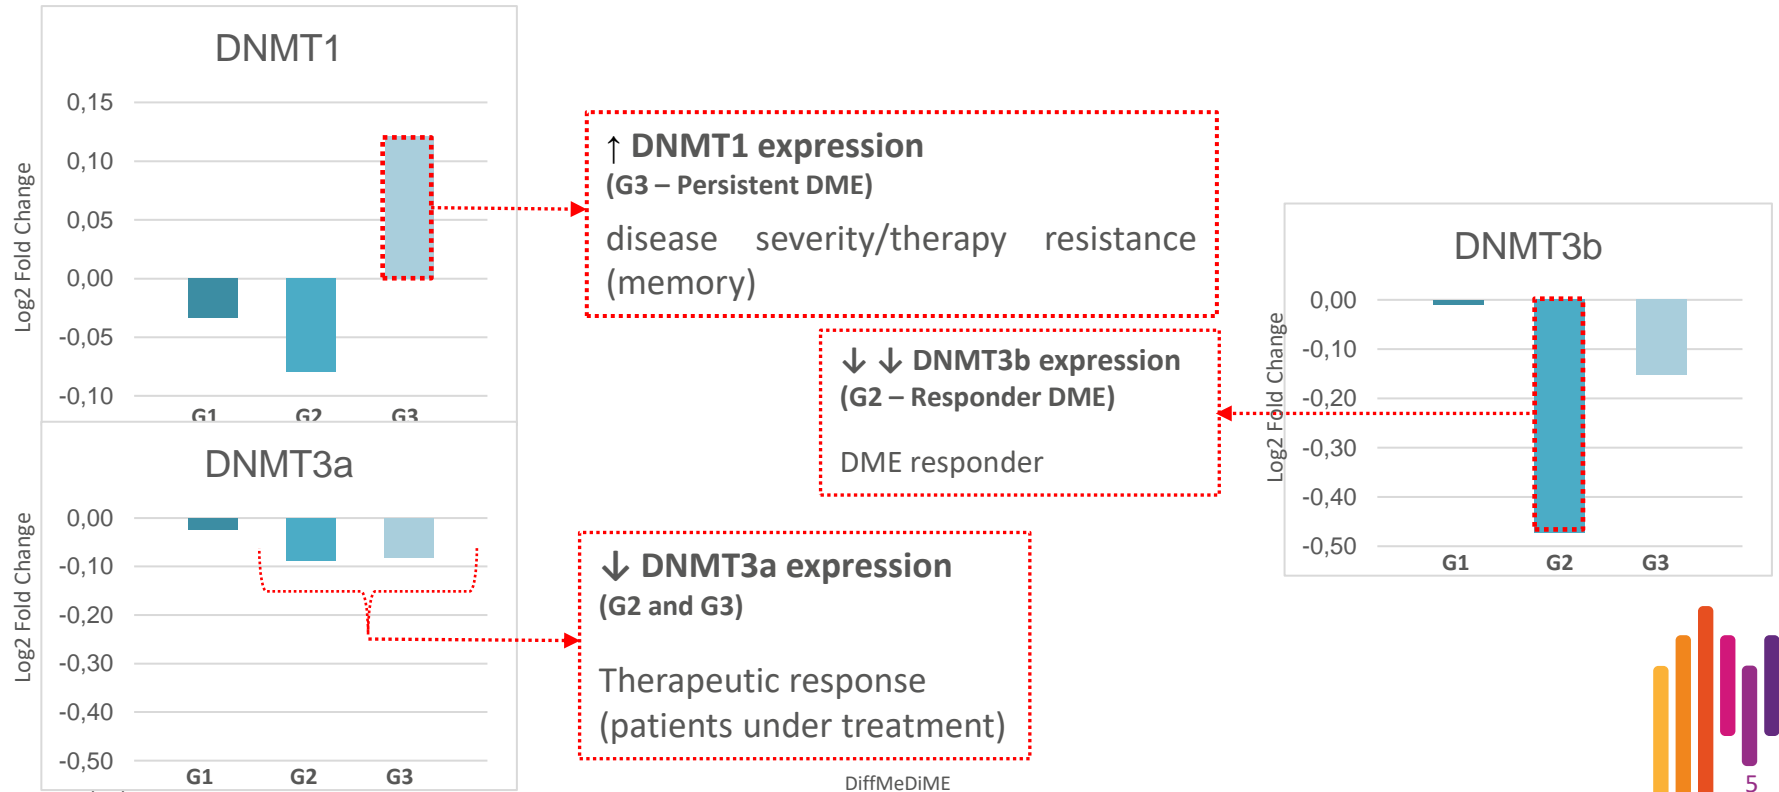 DNMT1
Log2 Fold Change
0,15
0,10
0,05
0,00
-0,05
-0,10
G1 G2 G3
↑ DNMT1 expression
(G3 – Persistent DME)
disease severity/therapy resistance
(memory)
DNMT3b
Log2 Fold Change
0,00
-0,10
-0,20
-0,30
-0,40
-0,50
G1 G2 G3
↓ ↓ DNMT3b expression
(G2 – Responder DME)
DME responder
DNMT3a
Log2 Fold Change
0,00
-0,10
-0,20
-0,30
-0,40
-0,50
G1 G2 G3
↓ DNMT3a expression
(G2 and G3)
Therapeutic response
(patients under treatment)
DiffMeDiME
5